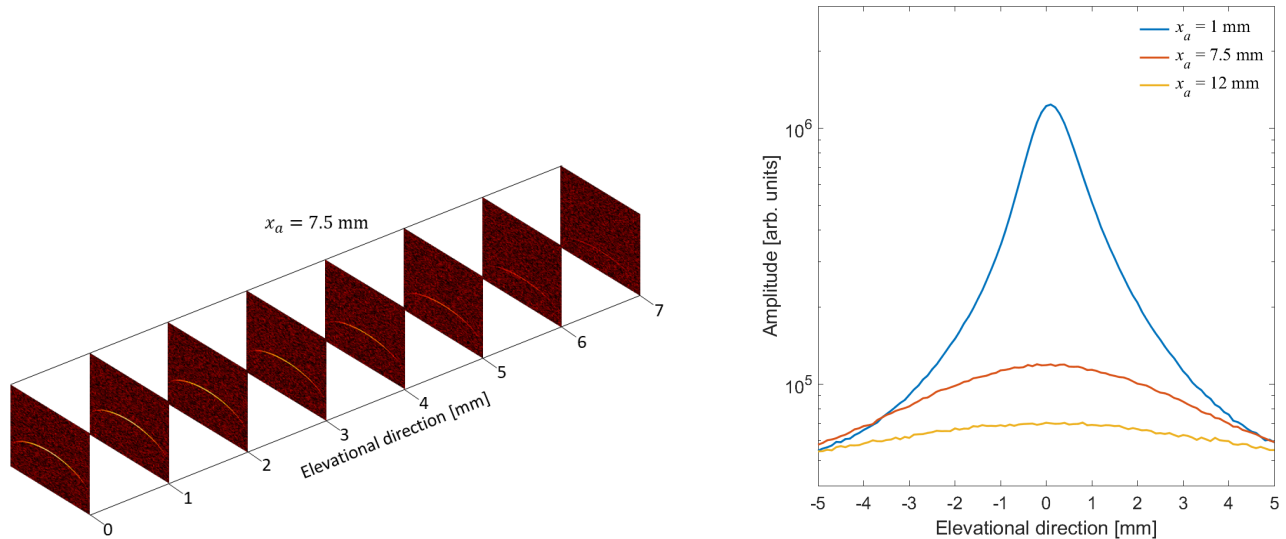 x_a = 7.5 mm
0
1
2
3
4
5
6
7
Elevational direction [mm]
x_a = 1 mm
x_a = 7.5 mm
x_a = 12 mm
Amplitude [arb. units]
10^6
10^5
-5 -4 -3 -2 -1 0 1 2 3 4 5
Elevational direction [mm]